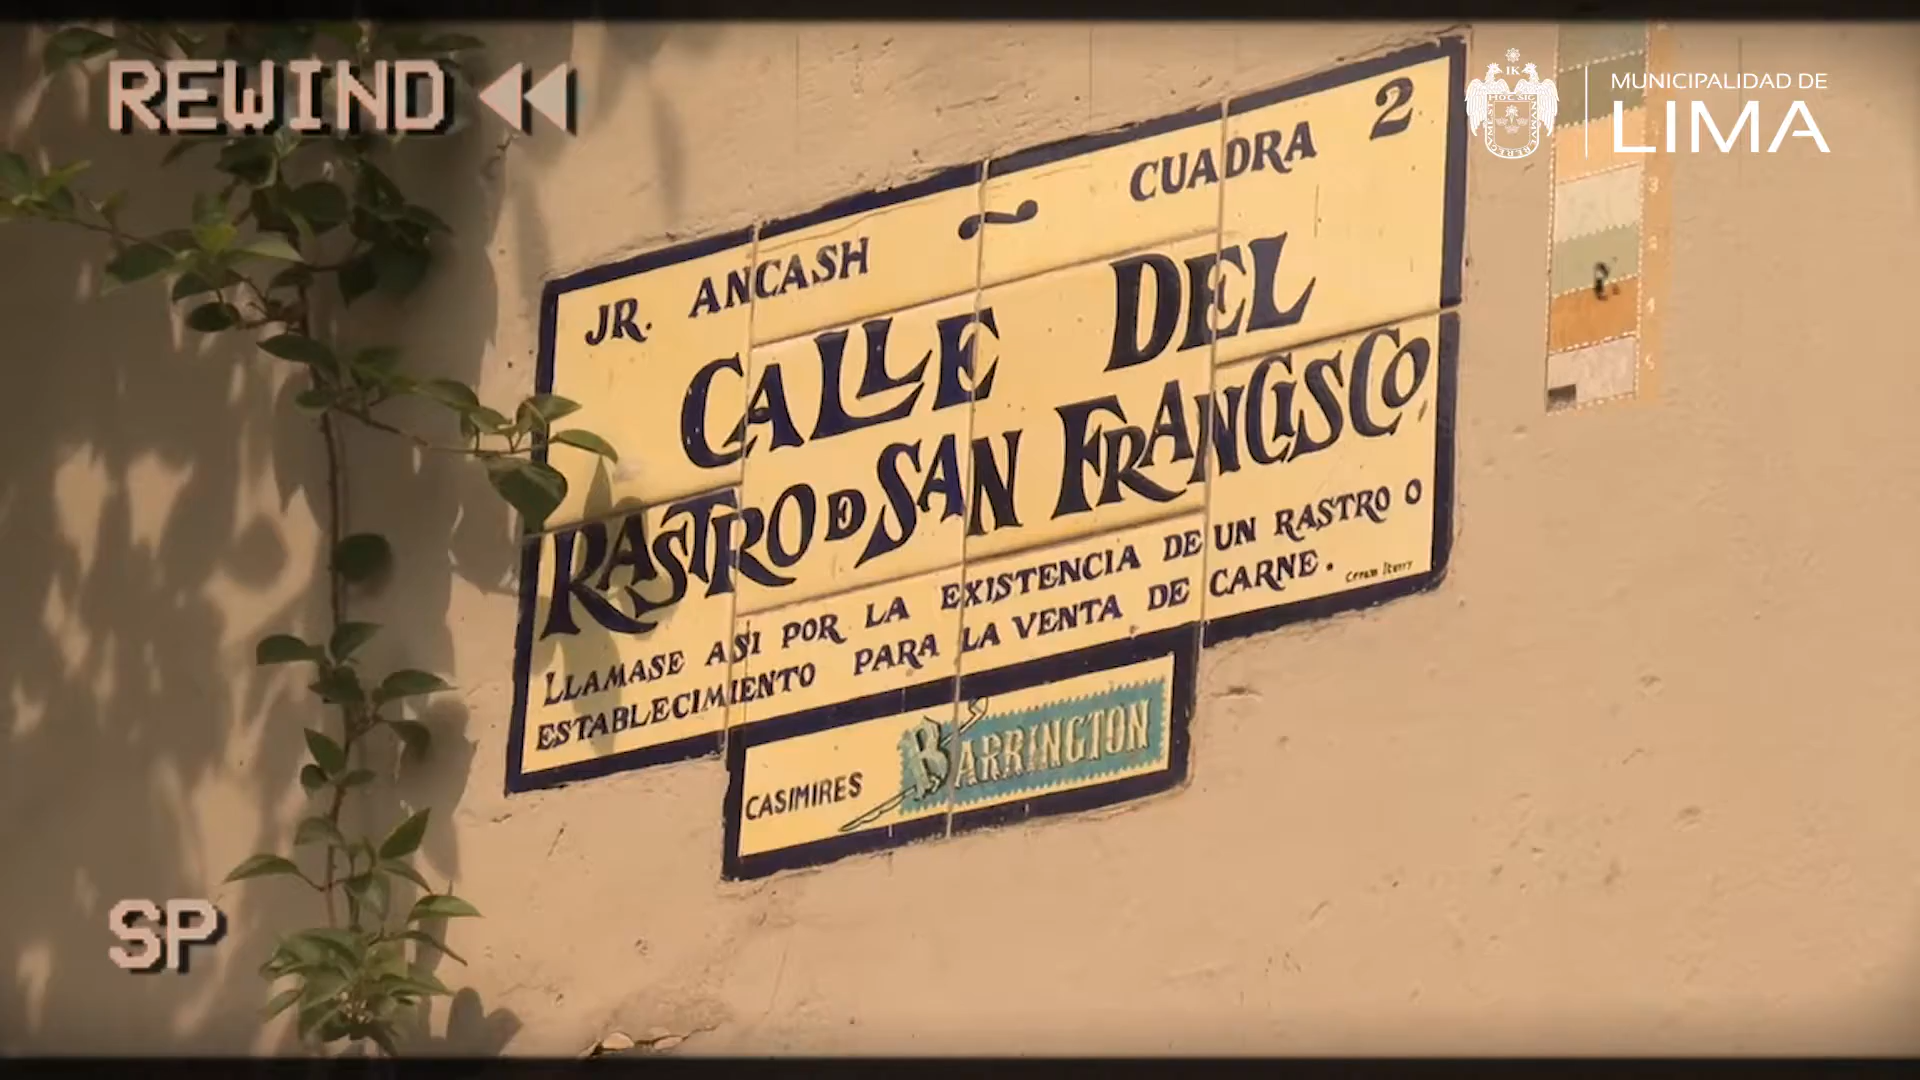 REWIND
MUNICIPALIDAD DE
LIMA
JR. ANCASH ~ CUADRA 2
CALLE DEL
RASTRO D SAN FRANCISCO
LLAMASE ASI POR LA EXISTENCIA DE UN RASTRO O
ESTABLECIMIENTO PARA LA VENTA DE CARNE.
CASIMIRES BARRINGTON
SP